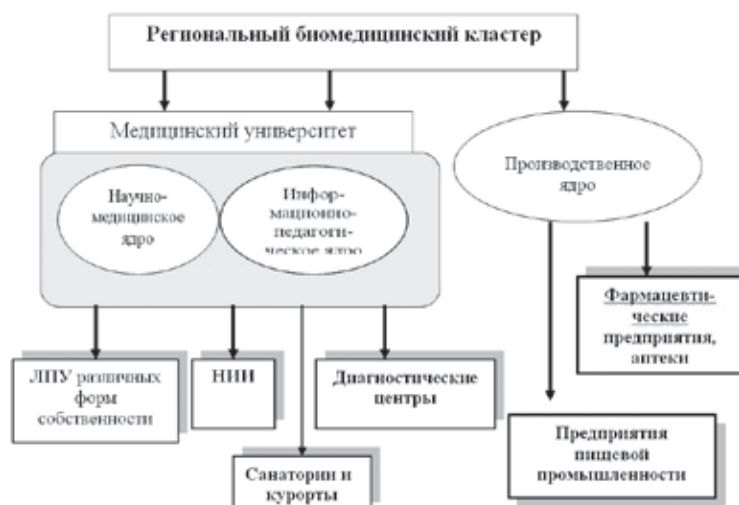 Региональный биомедицинский кластер
Медицинский университет
Научно-
медицинское
ядро
Инфор-
мационно-
педагоги-
ческое ядро
Производственное
ядро
Фармацевти-
ческие
предприятия,
аптеки
ЛПУ различных
форм
собственности
НИИ
Диагностические
центры
Предприятия
пищевой
промышленности
Санатории и
курорты